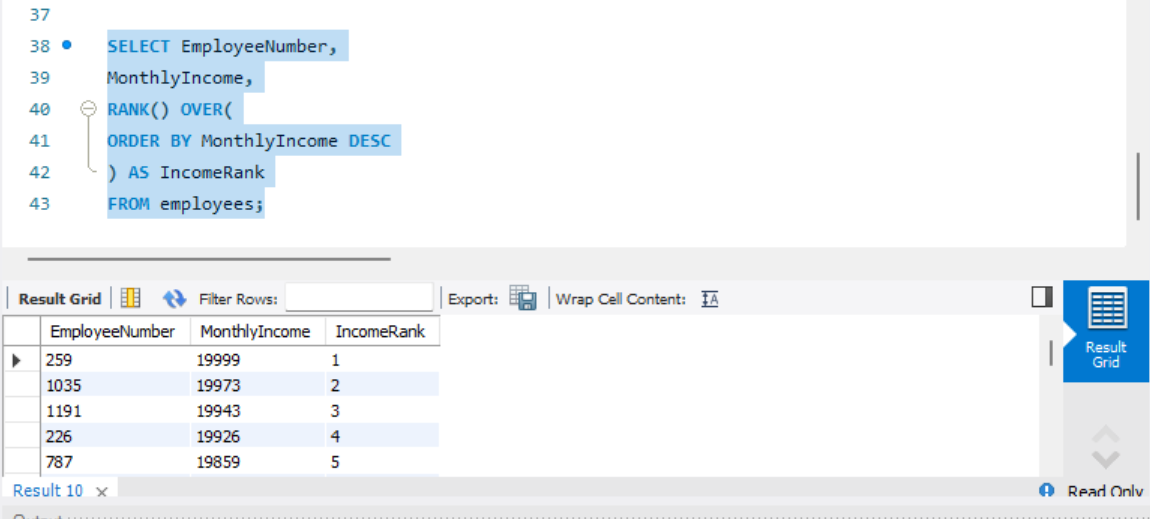 37
38 SELECT EmployeeNumber,
39 MonthlyIncome,
40 RANK() OVER(
41 ORDER BY MonthlyIncome DESC
42 ) AS IncomeRank
43 FROM employees;
Result Grid Filter Rows: Export: Wrap Cell Content: IA
EmployeeNumber MonthlyIncome IncomeRank
259 19999 1
1035 19973 2
1191 19943 3
226 19926 4
787 19859 5
Result
Grid
Result 10 × Read Only